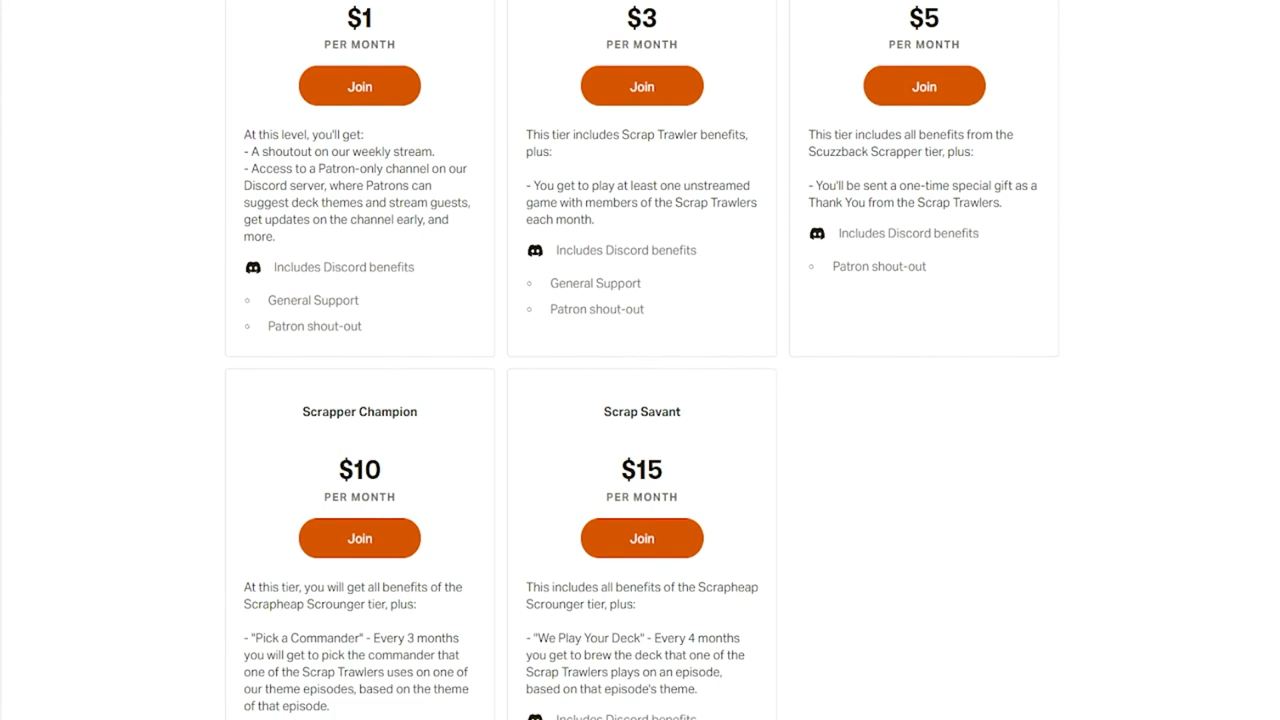 $1
PER MONTH
Join
At this level, you'll get:
- A shoutout on our weekly stream.
- Access to a Patron-only channel on our
Discord server, where Patrons can
suggest deck themes and stream guests,
get updates on the channel early, and
more.
Includes Discord benefits
General Support
Patron shout-out
$3
PER MONTH
Join
This tier includes Scrap Trawler benefits,
plus:
- You get to play at least one unstreamed
game with members of the Scrap Trawlers
each month.
Includes Discord benefits
General Support
Patron shout-out
$5
PER MONTH
Join
This tier includes all benefits from the
Scuzzback Scrapper tier, plus:
- You'll be sent a one-time special gift as a
Thank You from the Scrap Trawlers.
Includes Discord benefits
Patron shout-out
Scrapper Champion
$10
PER MONTH
Join
At this tier, you will get all benefits of the
Scrapheap Scrounger tier, plus:
- "Pick a Commander" - Every 3 months
you will get to pick the commander that
one of the Scrap Trawlers uses on one of
our theme episodes, based on the theme
of that episode.
Scrap Savant
$15
PER MONTH
Join
This includes all benefits of the Scrapheap
Scrounger tier, plus:
- "We Play Your Deck" - Every 4 months
you get to brew the deck that one of the
Scrap Trawlers plays on an episode,
based on that episode's theme.
Includes Discord benefits